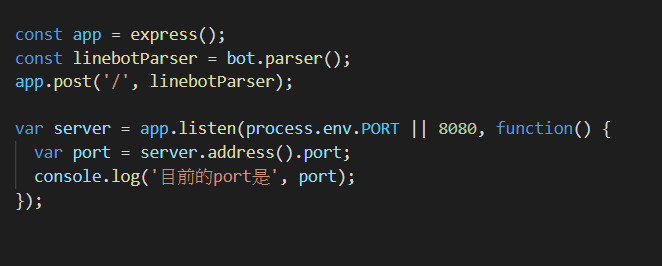 const app = express();
const linebotParser = bot.parser();
app.post('/', linebotParser);
var server = app.listen(process.env.PORT || 8080, function() {
  var port = server.address().port;
  console.log('目前的port是', port);
});